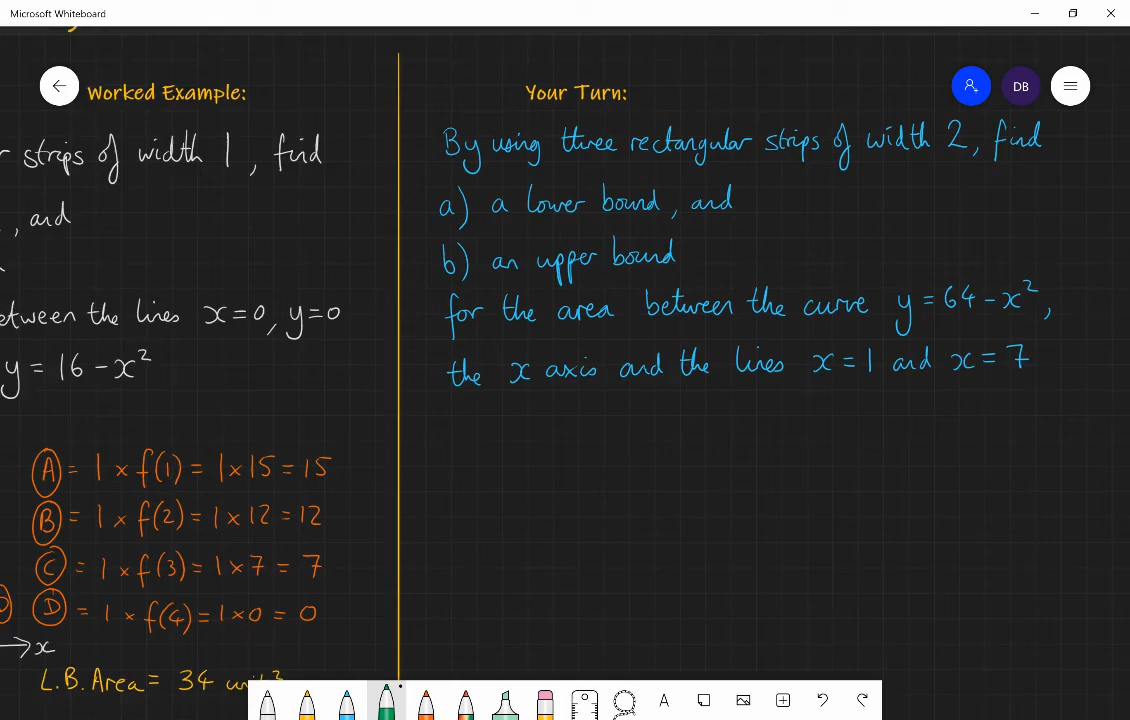 Microsoft Whiteboard
Worked Example:
strips of width 1, find
, and
between the lines x=0, y=0
y = 16 - x²
Ⓐ = 1 × f(1) = 1 × 15 = 15
Ⓑ = 1 × f(2) = 1 × 12 = 12
Ⓒ = 1 × f(3) = 1 × 7 = 7
Ⓓ = 1 × f(4) = 1 × 0 = 0
x
L.B. Area = 34
Your Turn:
DB
By using three rectangular strips of width 2, find
a) a lower bound, and
b) an upper bound
for the area between the curve y = 64 - x²,
the x axis and the lines x = 1 and x = 7
A